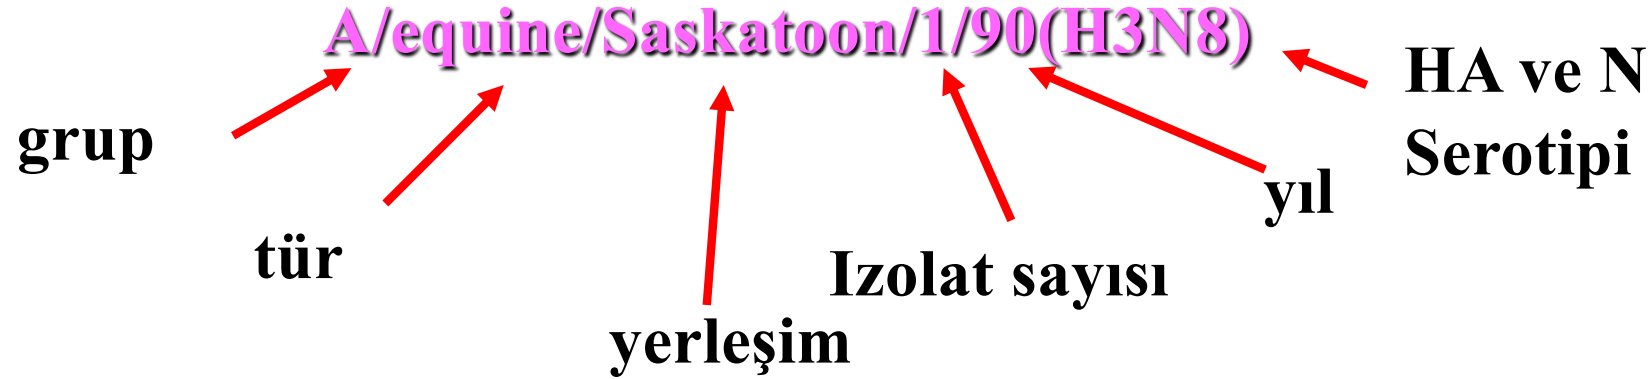 A/equine/Saskatoon/1/90(H3N8)
HA ve N
Serotipi
grup
yıl
tür
Izolat sayısı
yerleşim